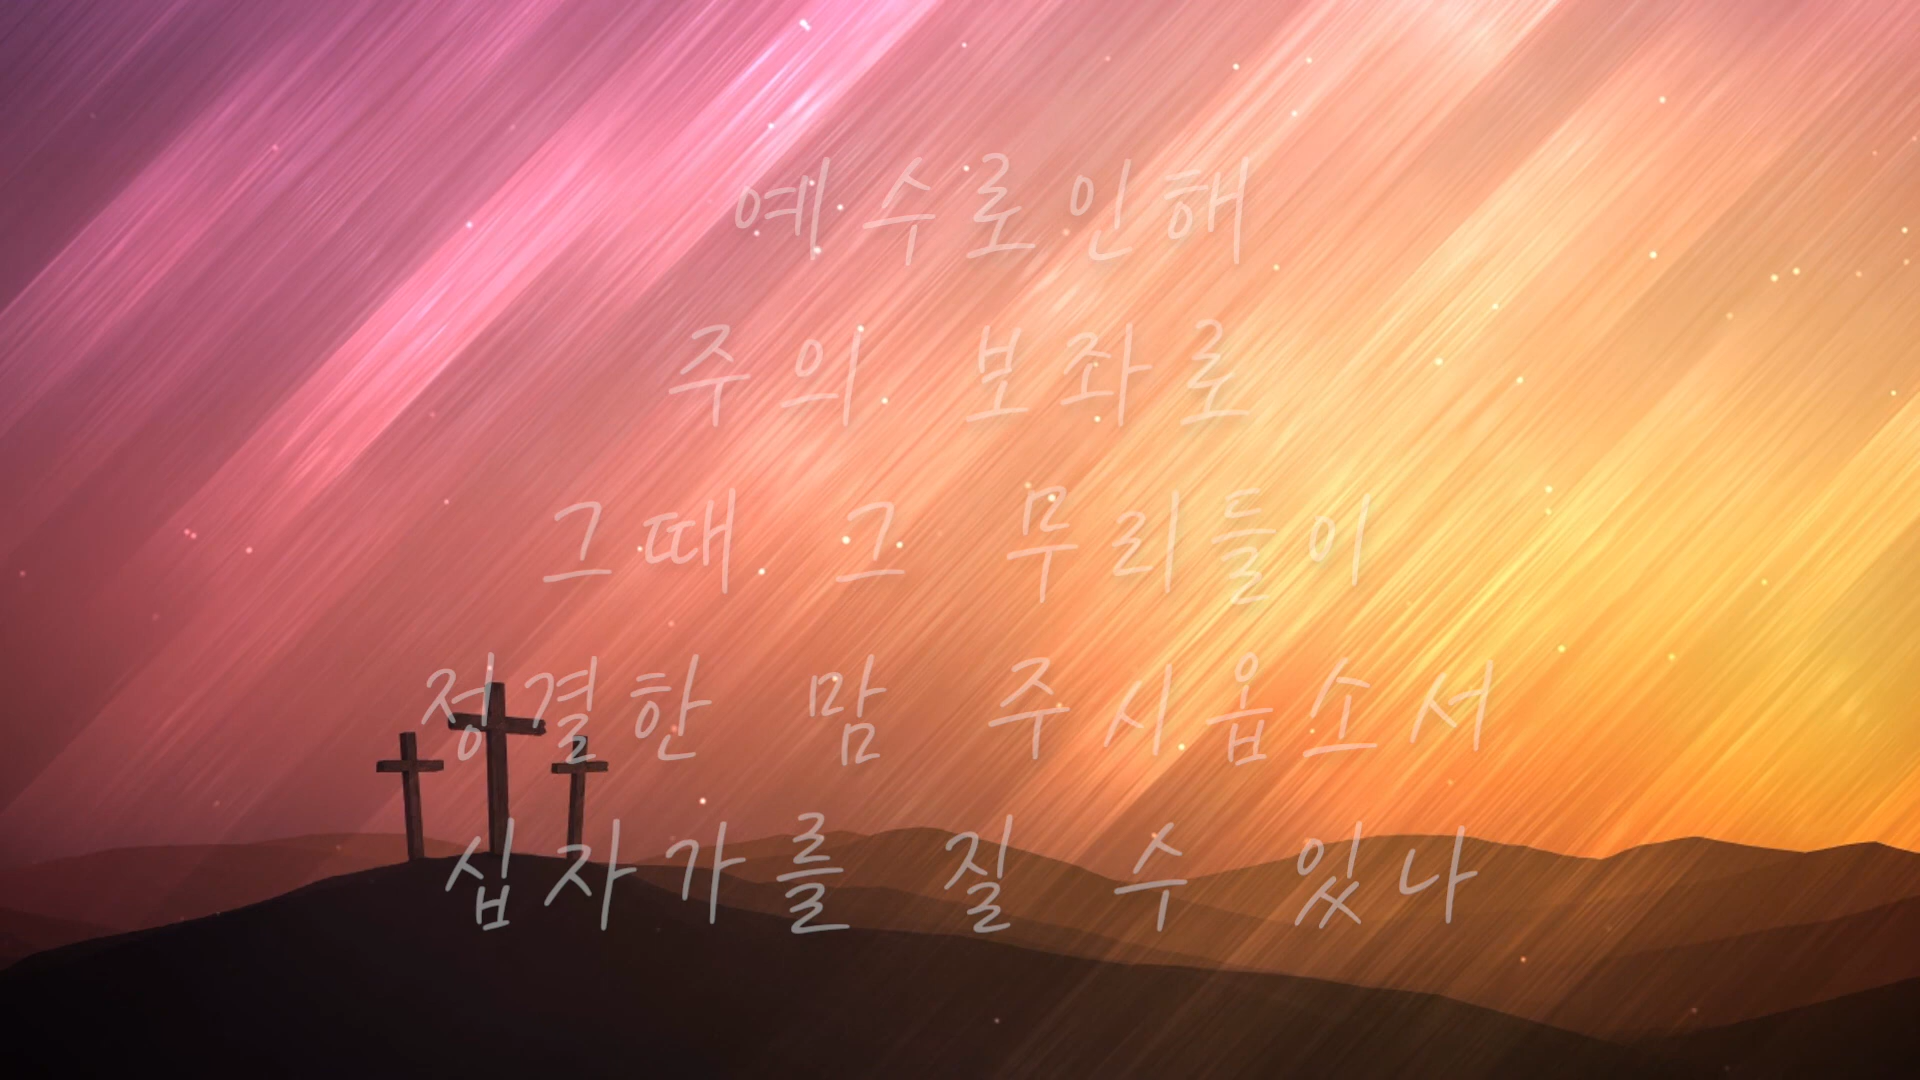 예수로인해
주의 보좌로
그때 그 무리들이
정결한 맘 주시옵소서
십자가를 질 수 있나